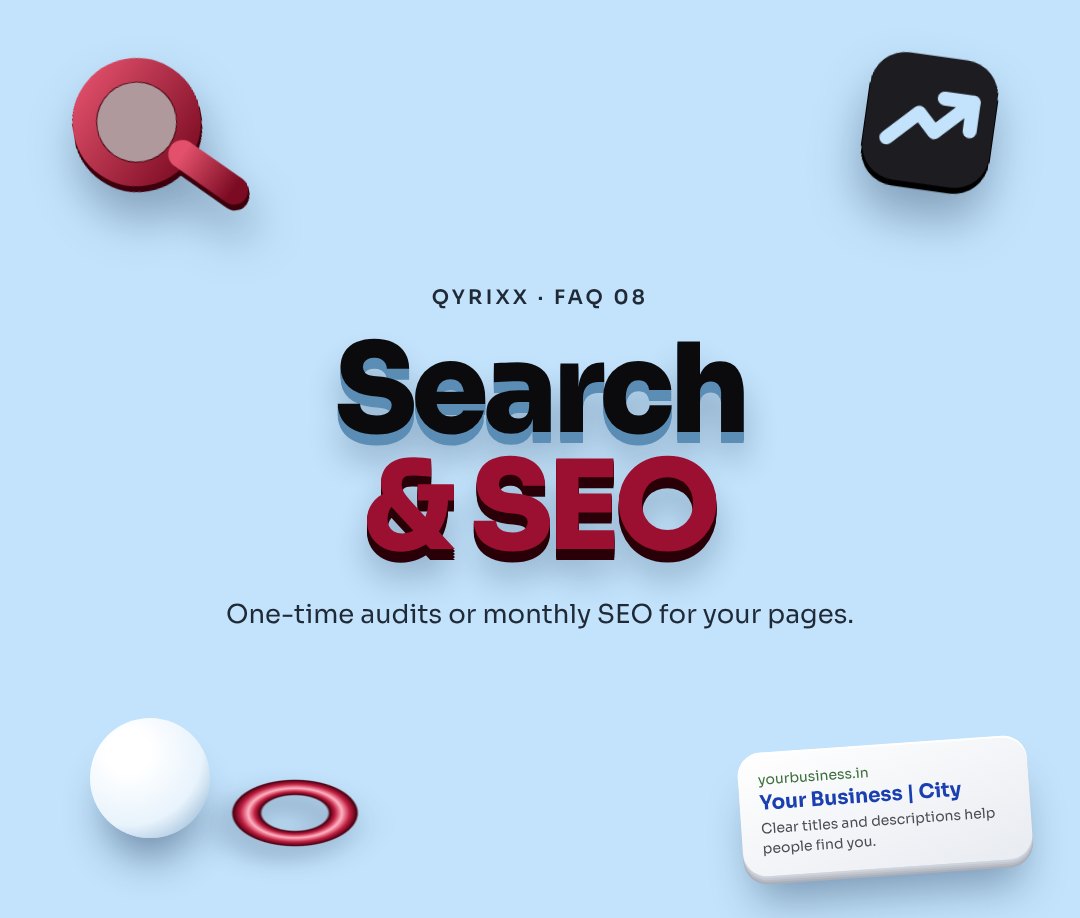 QYRIXX · FAQ 08
Search
& SEO
One-time audits or monthly SEO for your pages.
yourbusiness.in
Your Business | City
Clear titles and descriptions help
people find you.